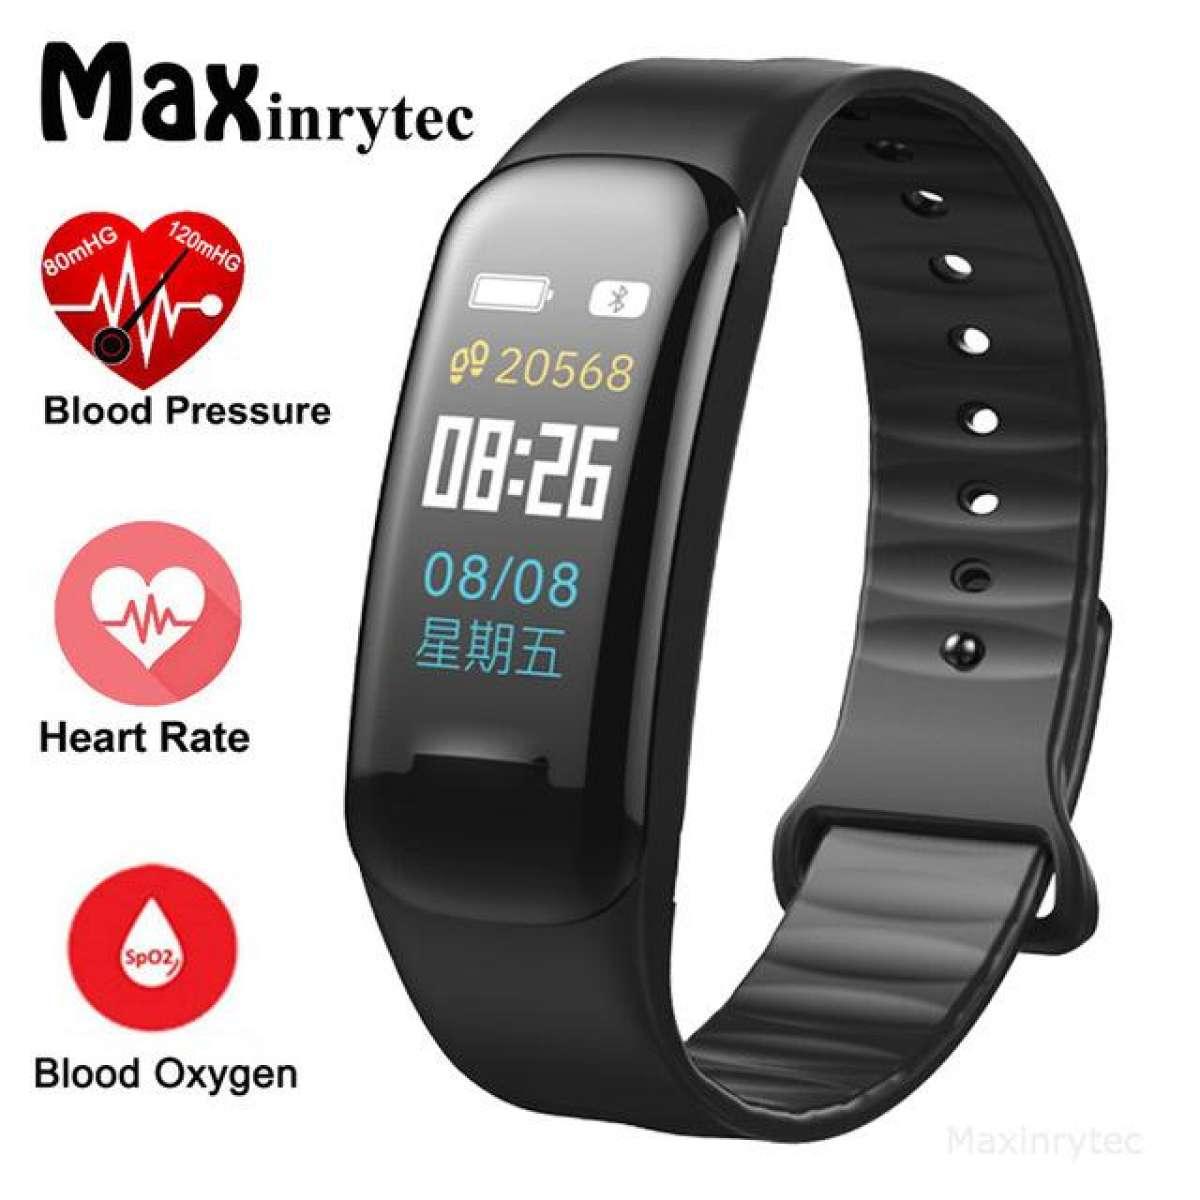 Maxinrytec
80mHG
120mHG
Blood Pressure
20568
08:26
08/08
星期五
Heart Rate
SpO2
Blood Oxygen
Maxinrytec